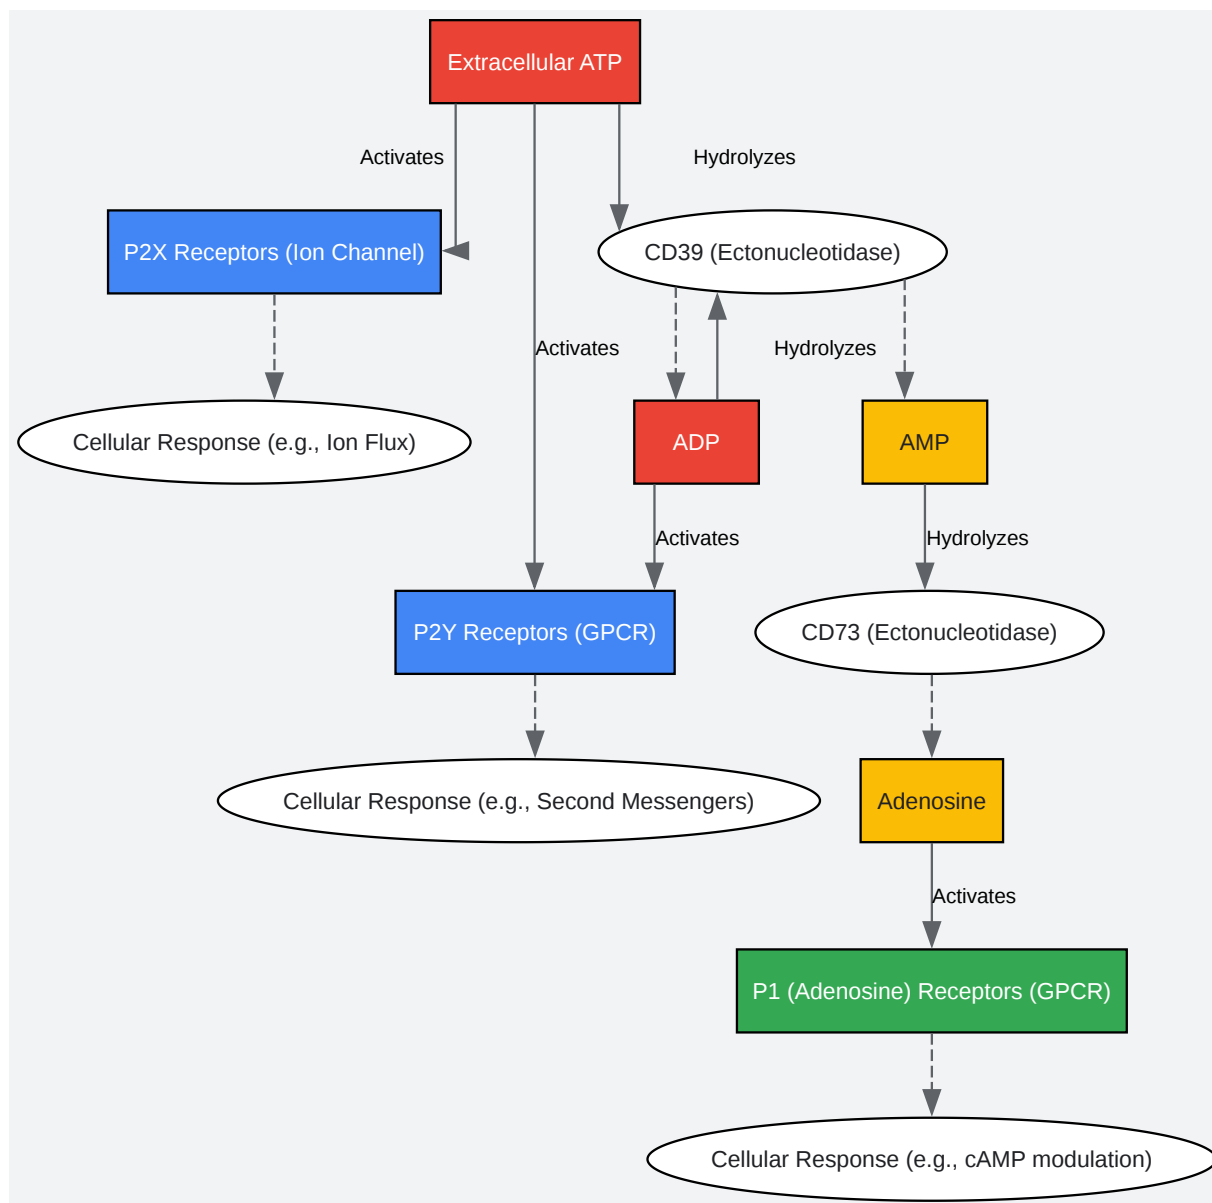 Extracellular ATP
Activates
Hydrolyzes
P2X Receptors (Ion Channel)
CD39 (Ectonucleotidase)
Activates
Hydrolyzes
Cellular Response (e.g., Ion Flux)
ADP
AMP
Activates
Hydrolyzes
P2Y Receptors (GPCR)
CD73 (Ectonucleotidase)
Cellular Response (e.g., Second Messengers)
Adenosine
Activates
P1 (Adenosine) Receptors (GPCR)
Cellular Response (e.g., cAMP modulation)